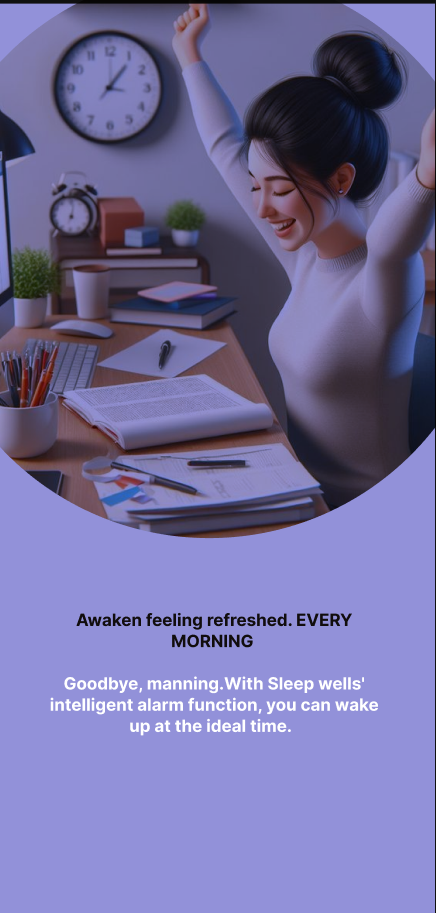 Awaken feeling refreshed. EVERY
MORNING
Goodbye, manning.With Sleep wells'
intelligent alarm function, you can wake
up at the ideal time.